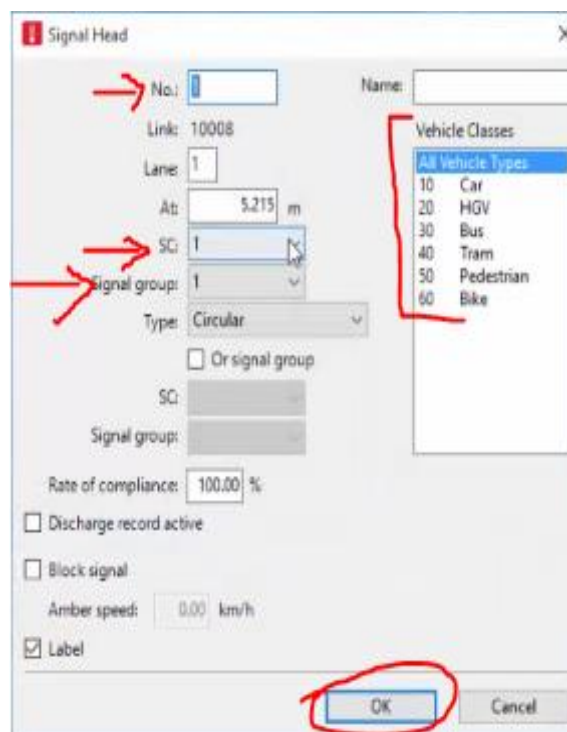 Signal Head
No.: 1
Name:
Link: 10008
Vehicle Classes
Lane: 1
All Vehicle Types
10 Car
At: 5.215 m
20 HGV
30 Bus
SC: 1
40 Tram
Signal group: 1
50 Pedestrian
60 Bike
Type: Circular
Or signal group
SC:
Signal group:
Rate of compliance: 100.00 %
Discharge record active
Block signal
Amber speed: 0.00 km/h
Label
OK Cancel